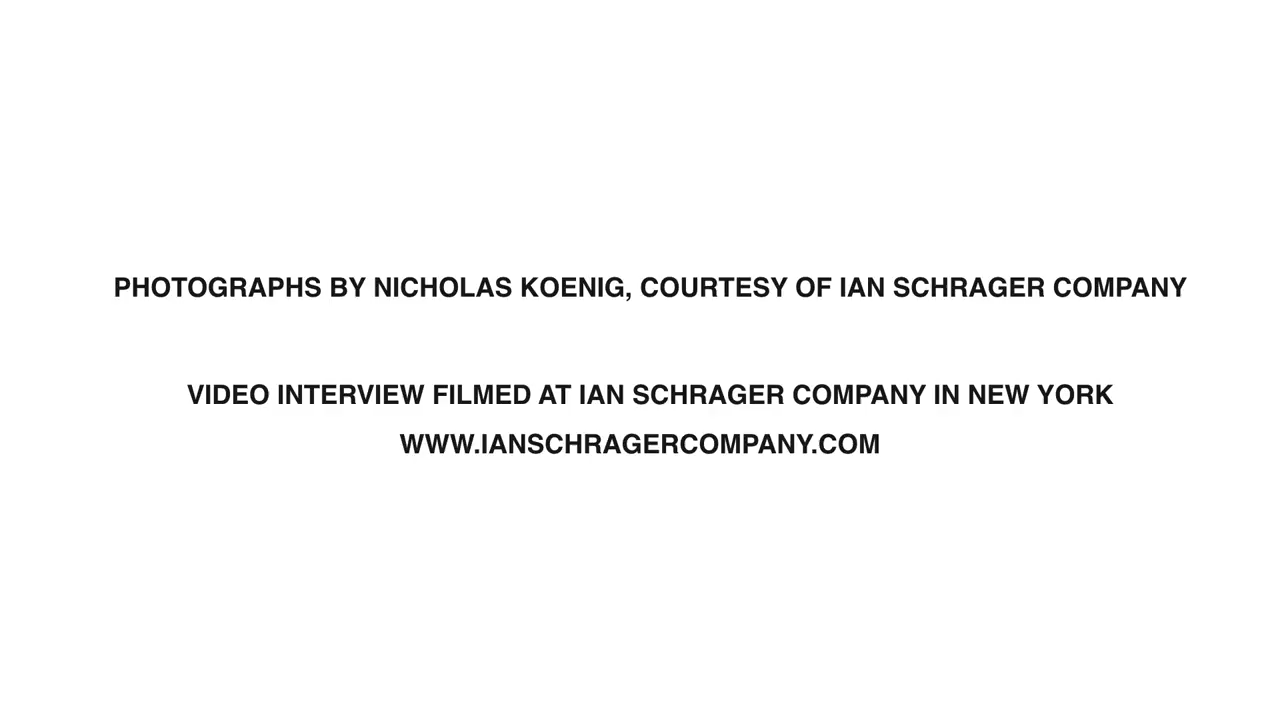 PHOTOGRAPHS BY NICHOLAS KOENIG, COURTESY OF IAN SCHRAGER COMPANY
VIDEO INTERVIEW FILMED AT IAN SCHRAGER COMPANY IN NEW YORK
WWW.IANSCHRAGERCOMPANY.COM